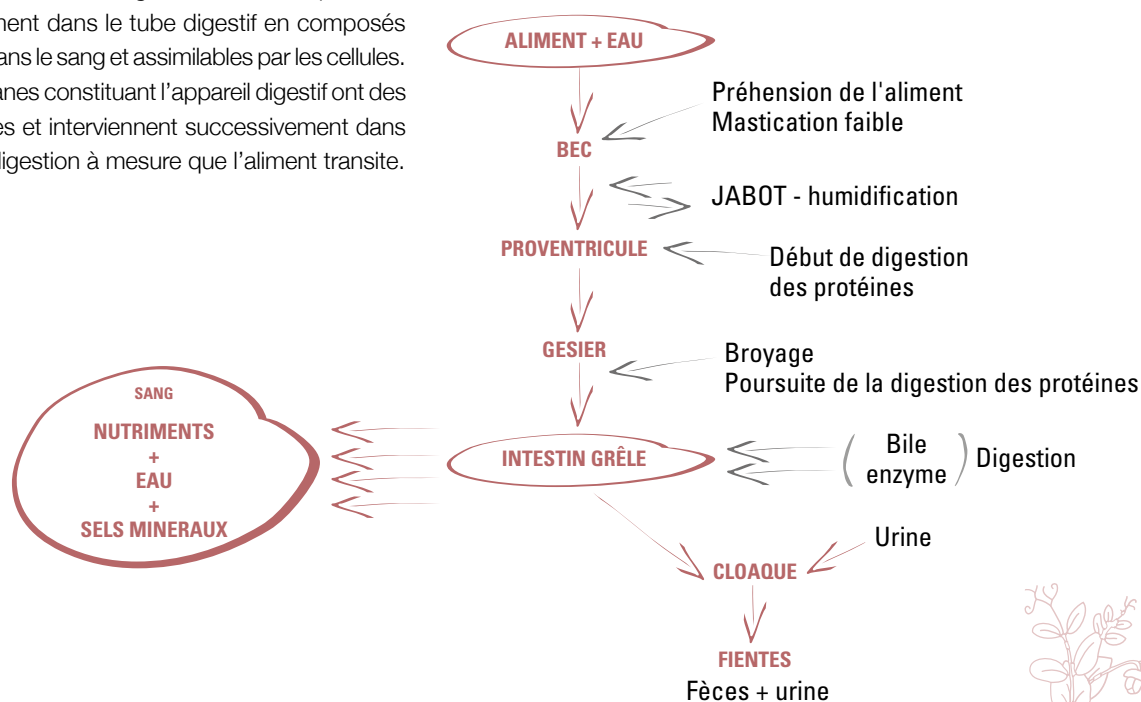 ment dans le tube digestif en composés
ans le sang et assimilables par les cellules.
anes constituant l'appareil digestif ont des
es et interviennent successivement dans
digestion à mesure que l'aliment transite.
ALIMENT + EAU
Préhension de l'aliment
Mastication faible
BEC
JABOT - humidification
PROVENTRICULE
Début de digestion
des protéines
GESIER
Broyage
Poursuite de la digestion des protéines
SANG
NUTRIMENTS
+
EAU
+
SELS MINERAUX
INTESTIN GRÊLE
( Bile
enzyme ) Digestion
Urine
CLOAQUE
FIENTES
Fèces + urine